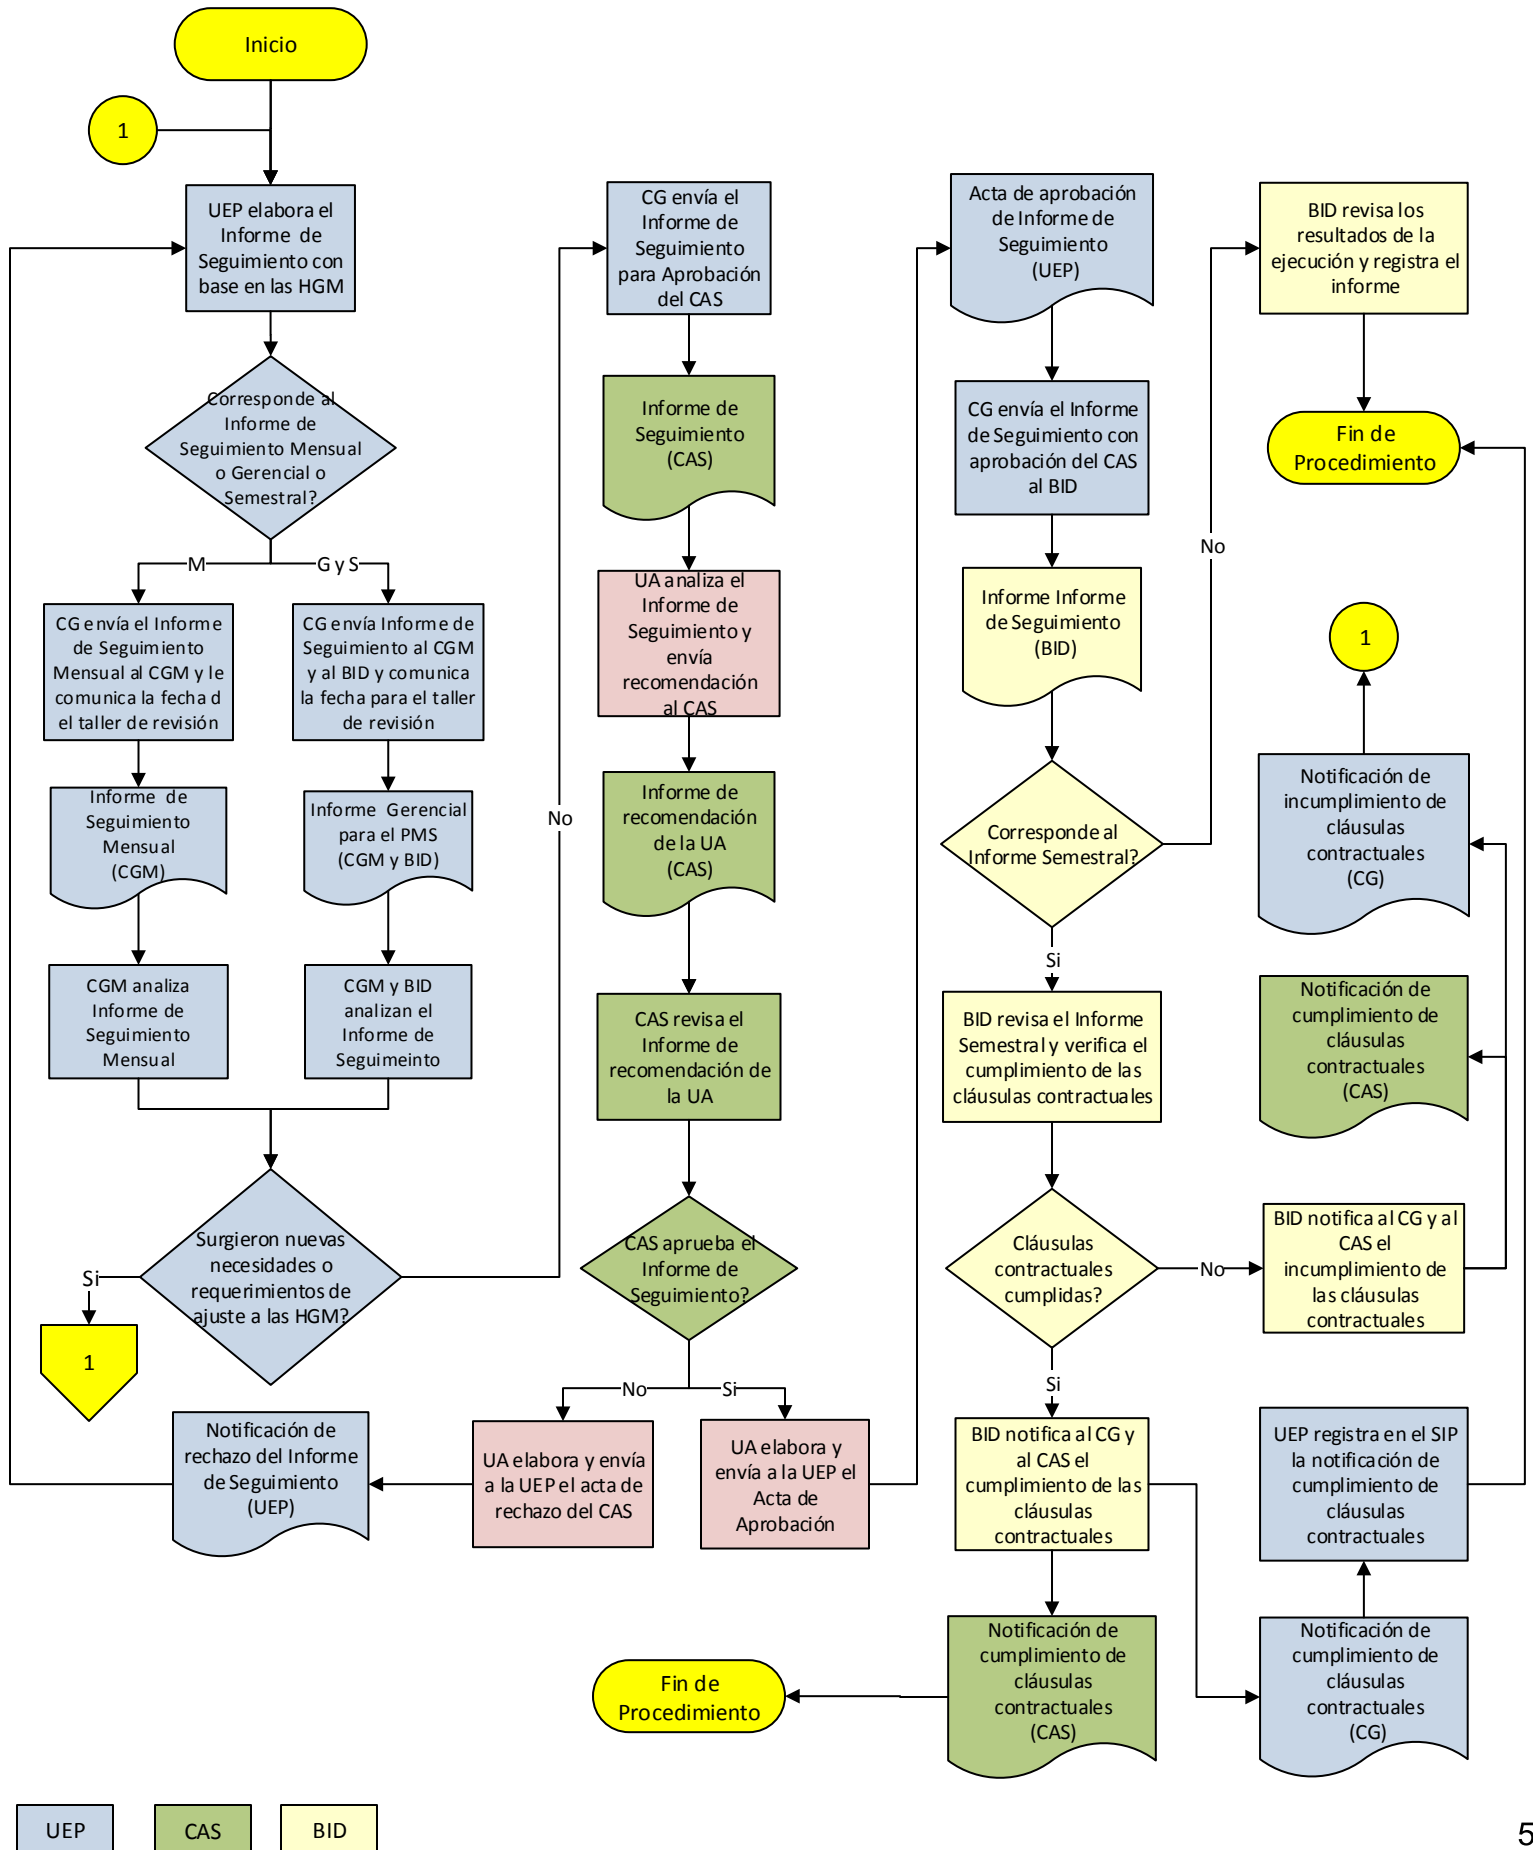 Inicio
1
UEP elabora el
Informe de
Seguimiento con
base en las HGM
Corresponde al
Informe de
Seguimiento Mensual
o Gerencial o
Semestral?
M
G y S
CG envía el Informe
de Seguimiento
Mensual al CGM y le
comunica la fecha d
el taller de revisión
CG envía Informe de
Seguimiento al CGM
y al BID y comunica
la fecha para el taller
de revisión
Informe de
Seguimiento
Mensual
(CGM)
Informe Gerencial
para el PMS
(CGM y BID)
CGM analiza
Informe de
Seguimiento
Mensual
CGM y BID
analizan el
Informe de
Seguimeinto
Surgieron nuevas
necesidades o
requerimientos de
ajuste a las HGM?
Si
1
No
CG envía el
Informe de
Seguimiento
para Aprobación
del CAS
Informe de
Seguimiento
(CAS)
UA analiza el
Informe de
Seguimiento y
envía
recomendación
al CAS
Informe de
recomendación
de la UA
(CAS)
CAS revisa el
Informe de
recomendación de
la UA
CAS aprueba el
Informe de
Seguimiento?
No
Si
UA elabora y envía
a la UEP el acta de
rechazo del CAS
UA elabora y
envía a la UEP el
Acta de
Aprobación
Notificación de
rechazo del Informe
de Seguimiento
(UEP)
Acta de aprobación
de Informe de
Seguimiento
(UEP)
CG envía el Informe
de Seguimiento con
aprobación del CAS
al BID
Informe Informe
de Seguimiento
(BID)
Corresponde al
Informe Semestral?
No
Si
BID revisa los
resultados de la
ejecución y registra el
informe
Fin de
Procedimiento
BID revisa el Informe
Semestral y verifica el
cumplimiento de las
cláusulas contractuales
Cláusulas
contractuales
cumplidas?
No
Si
BID notifica al CG y al
CAS el
incumplimiento de
las cláusulas
contractuales
1
Notificación de
incumplimiento de
cláusulas
contractuales
(CG)
Notificación de
cumplimiento de
cláusulas
contractuales
(CAS)
BID notifica al CG y
al CAS el
cumplimiento de las
cláusulas
contractuales
UEP registra en el SIP
la notificación de
cumplimiento de
cláusulas
contractuales
Notificación de
cumplimiento de
cláusulas
contractuales
(CAS)
Notificación de
cumplimiento de
cláusulas
contractuales
(CG)
Fin de
Procedimiento
UEP
CAS
BID
5